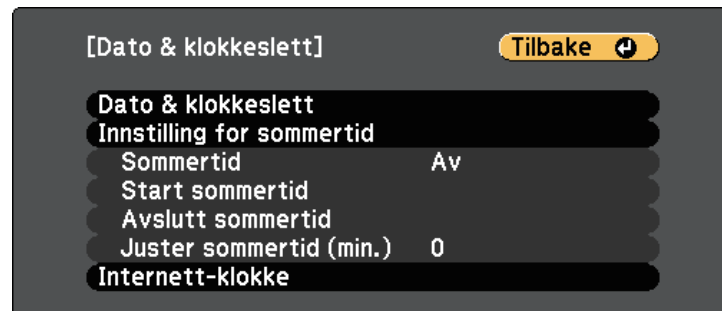 [Dato & klokkeslett] Tilbake
Dato & klokkeslett
Innstilling for sommertid
Sommertid Av
Start sommertid
Avslutt sommertid
Juster sommertid (min.) 0
Internett-klokke